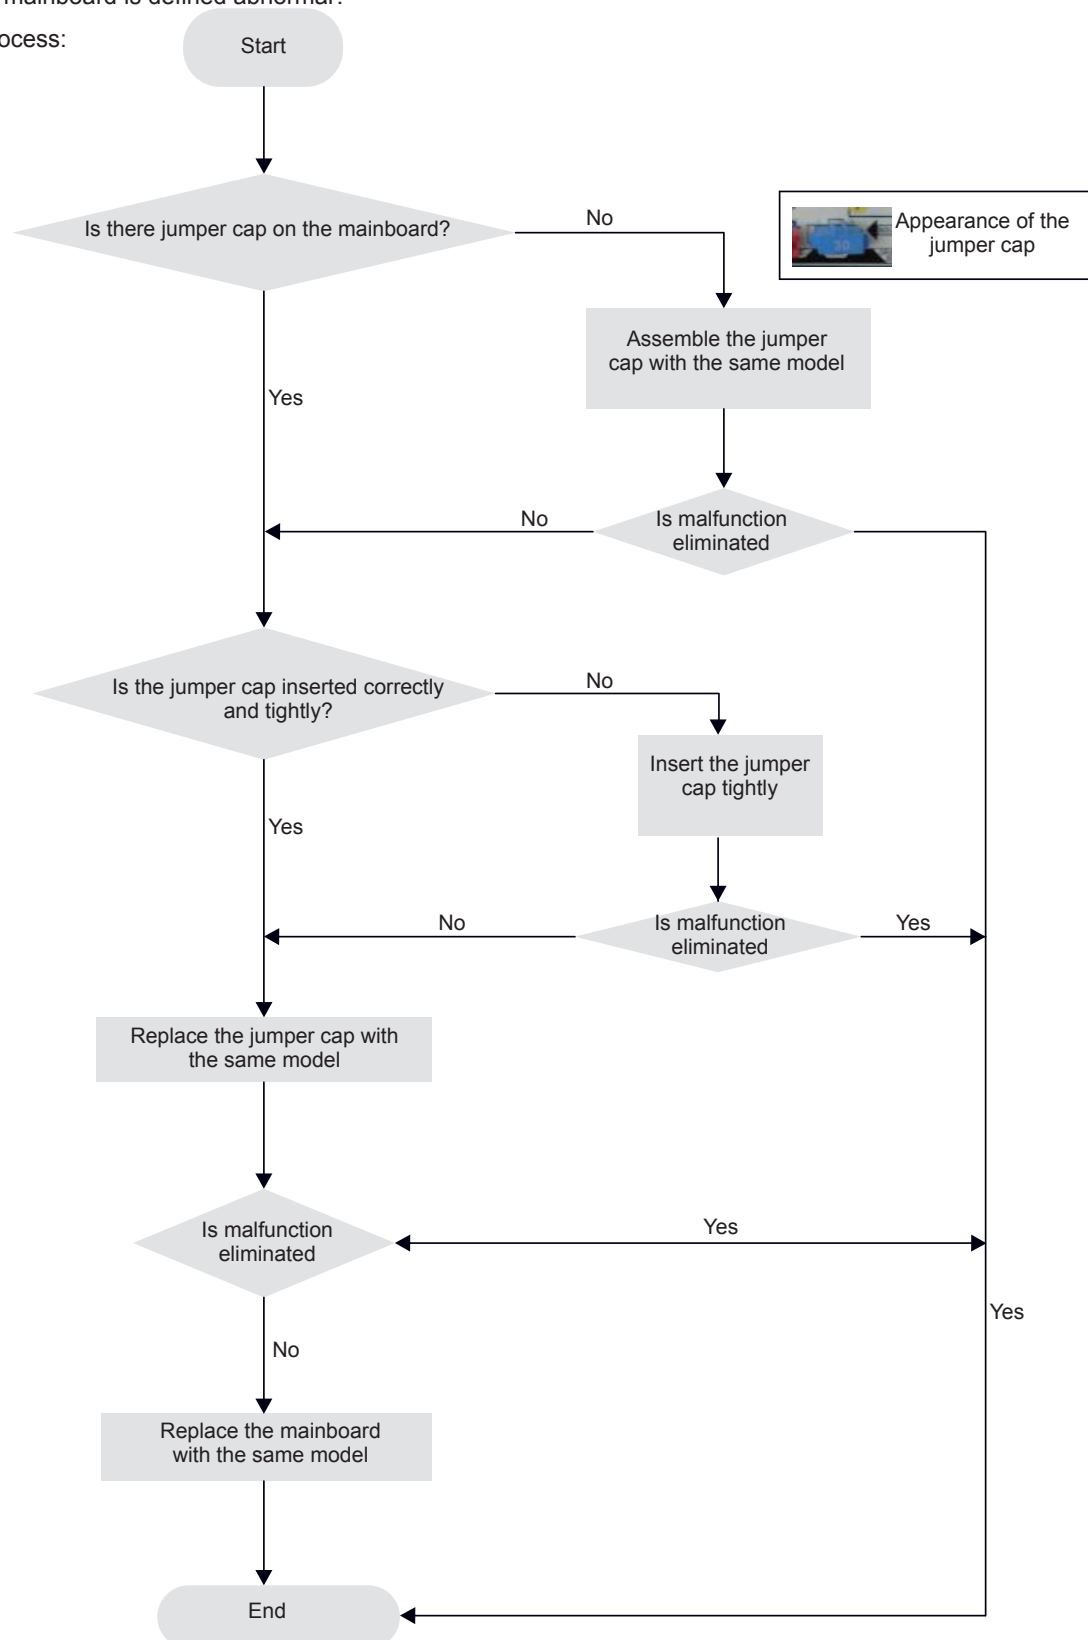 mainboard is defined abnormal.
ocess:
Start
Is there jumper cap on the mainboard?
No
Appearance of the
jumper cap
30
Assemble the jumper
cap with the same model
Yes
No
Is malfunction
eliminated
Is the jumper cap inserted correctly
and tightly?
No
Insert the jumper
cap tightly
Yes
No
Is malfunction
eliminated
Yes
Replace the jumper cap with
the same model
Is malfunction
eliminated
Yes
Yes
No
Replace the mainboard
with the same model
End